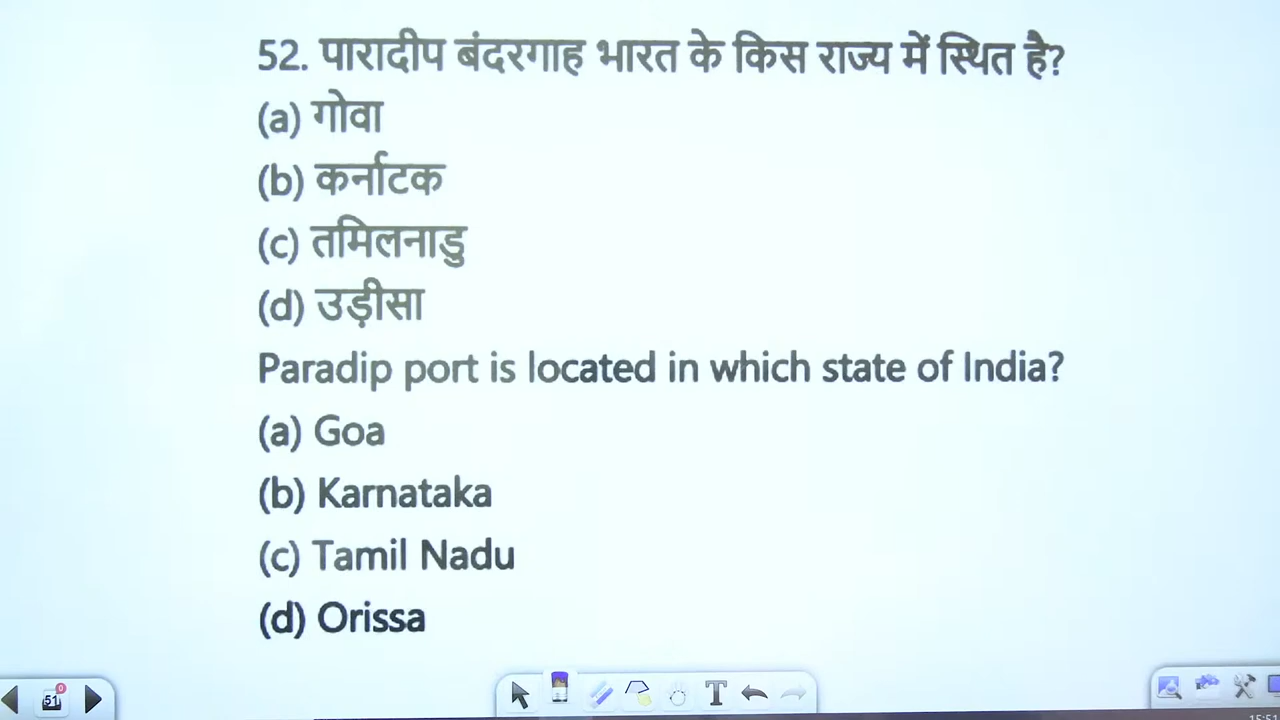 52. पारादीप बंदरगाह भारत के किस राज्य में स्थित है?
(a) गोवा
(b) कर्नाटक
(c) तमिलनाडु
(d) उड़ीसा
Paradip port is located in which state of India?
(a) Goa
(b) Karnataka
(c) Tamil Nadu
(d) Orissa
51
0
T